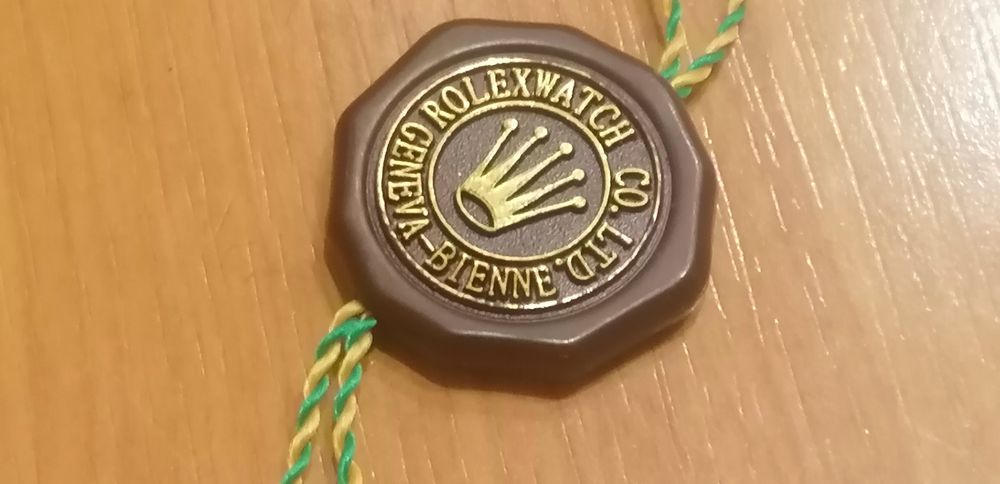 ROLEXWATCH CO. LTD.
GENEVA-BIENNE